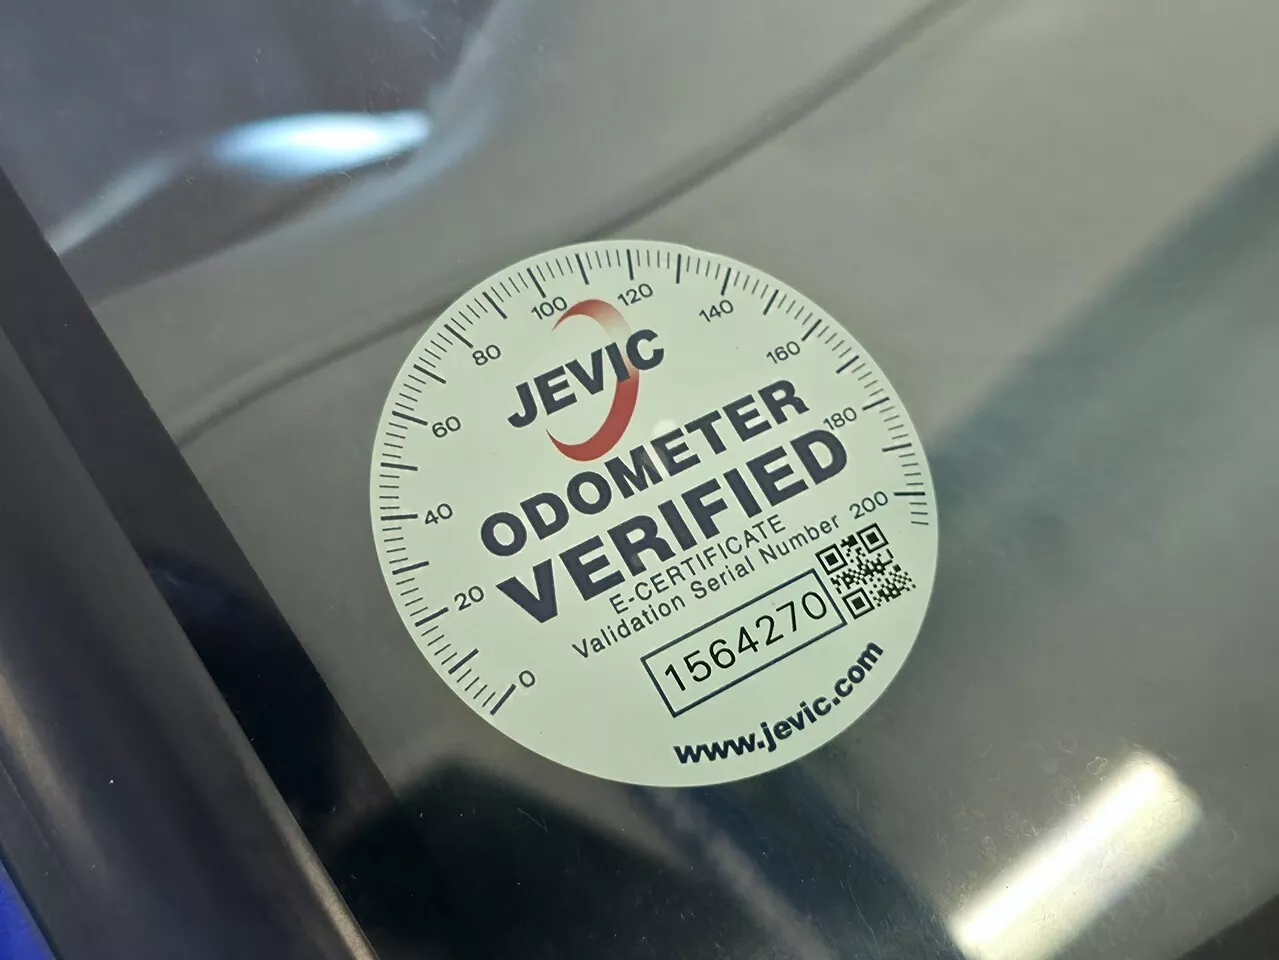 0
20
40
60
80
100
120
140
160
180
200
JEVIC
ODOMETER
VERIFIED
E-CERTIFICATE
Validation Serial Number
1564270
www.jevic.com